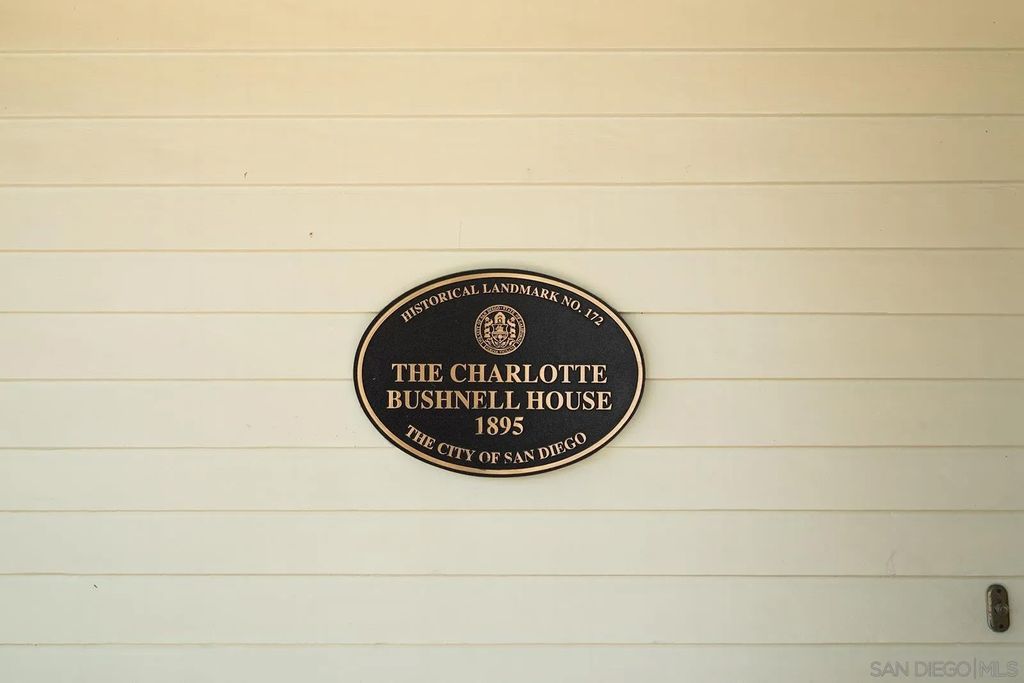 HISTORICAL LANDMARK NO. 172
THE CHARLOTTE
BUSHNELL HOUSE
1895
THE CITY OF SAN DIEGO
SAN DIEGO|MLS